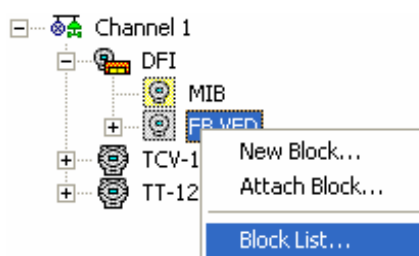 Channel 1
DFI
MIB
FB VFD
TCV-1
TT-12
New Block...
Attach Block...
Block List...